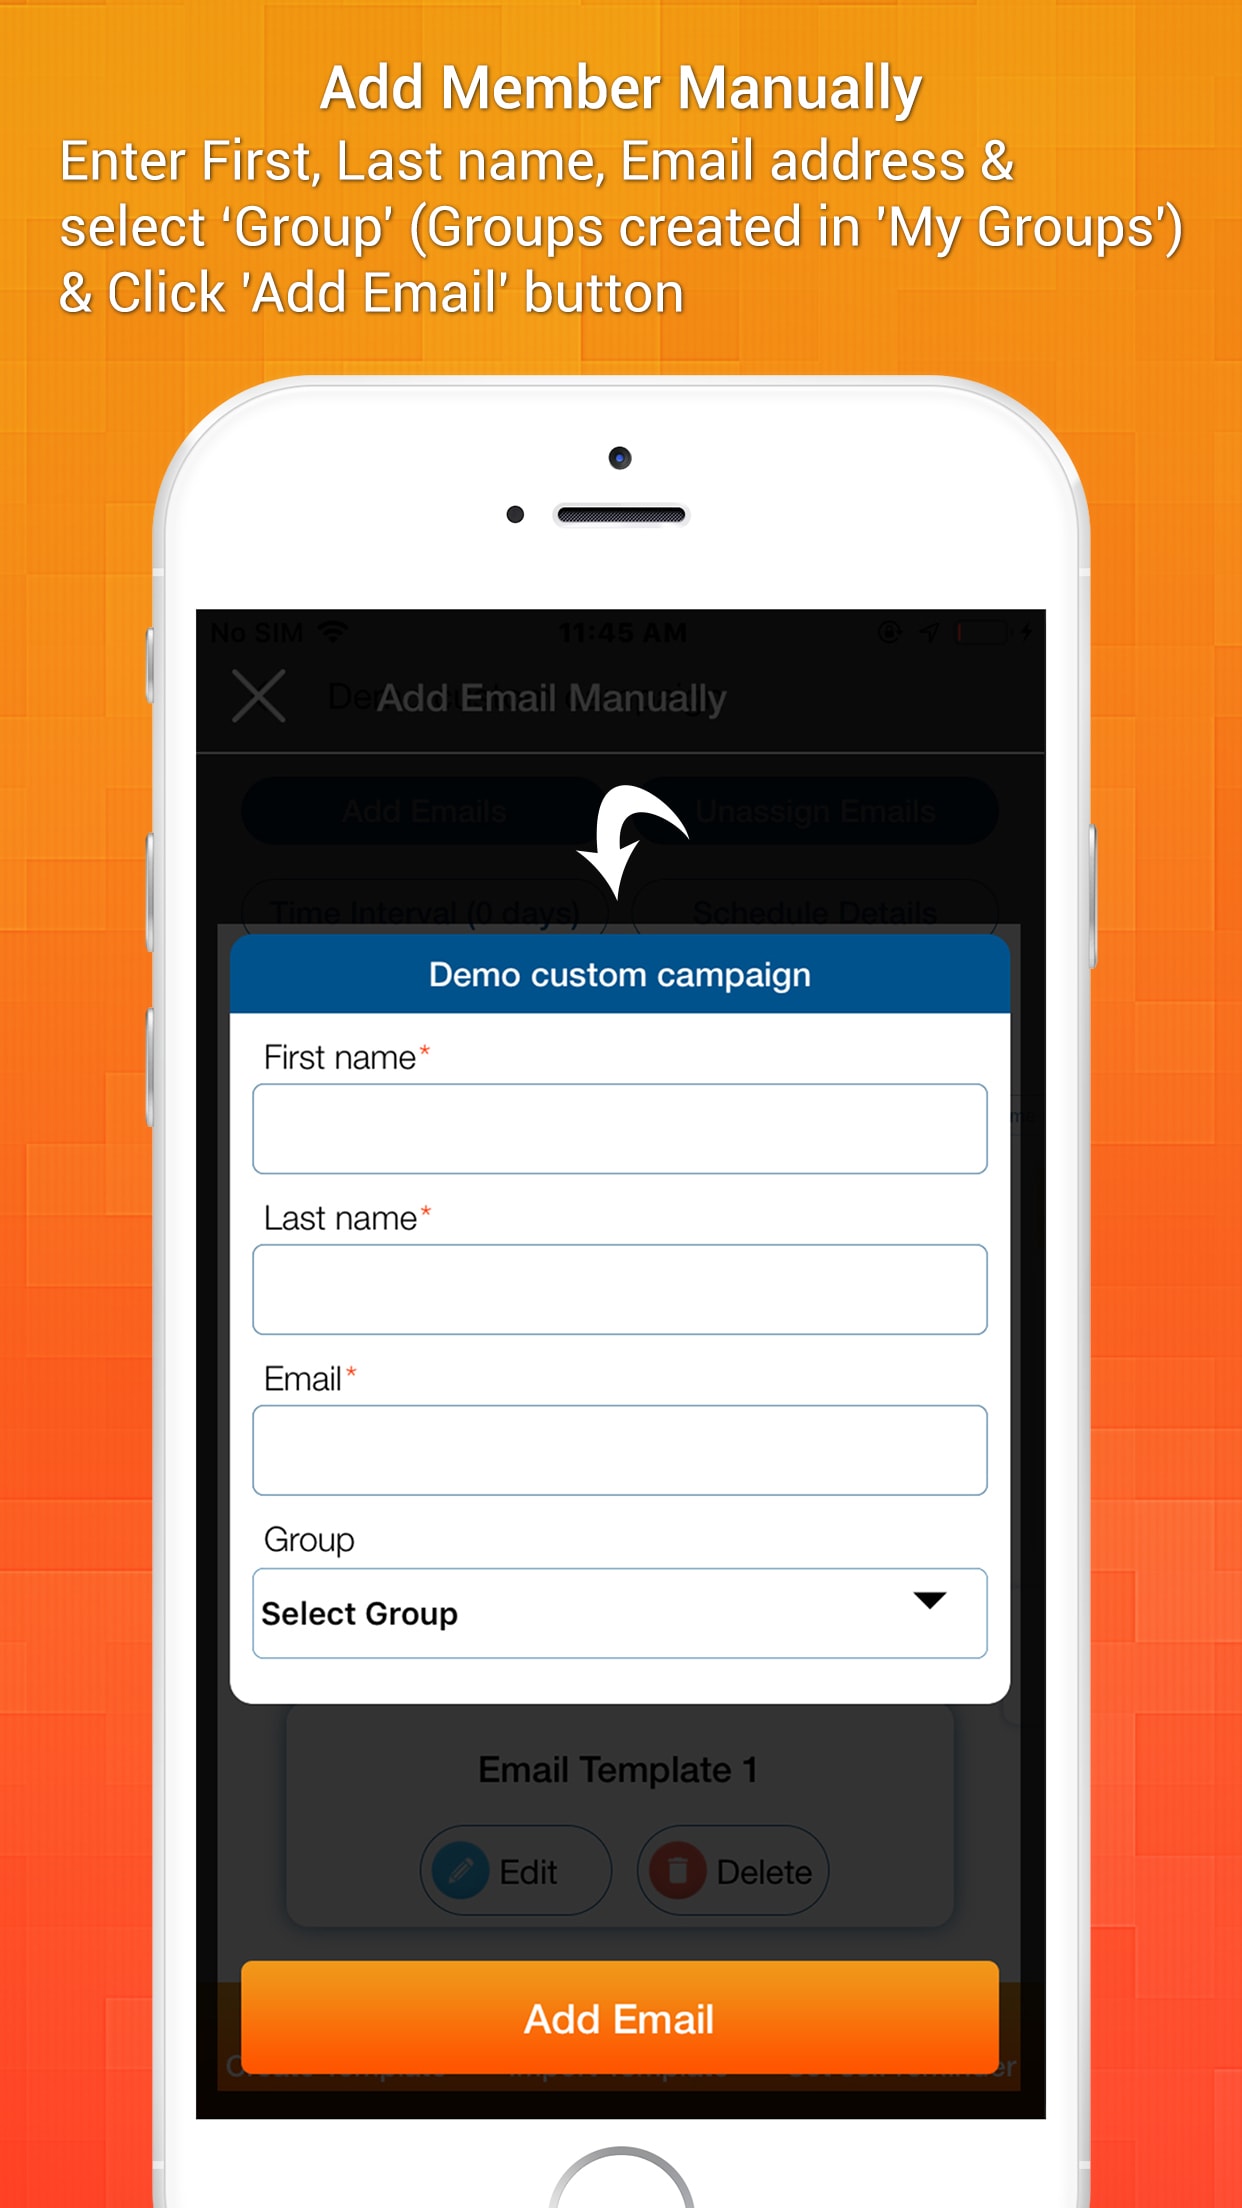 Add Member Manually
Enter First, Last name, Email address &
select ‘Group' (Groups created in 'My Groups')
& Click 'Add Email' button
No SIM
11:45 AM
Add Email Manually
Add Emails
Unassign Emails
Time Interval (0 days)
Schedule Details
Demo custom campaign
First name*
Last name*
Email*
Group
Select Group
Email Template 1
Edit
Delete
Add Email